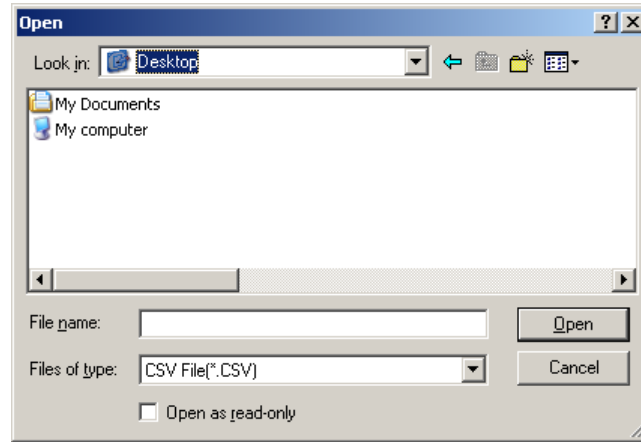 Open
Look in: Desktop
My Documents
My computer
File name:
Open
Files of type: CSV File(*.CSV)
Cancel
Open as read-only